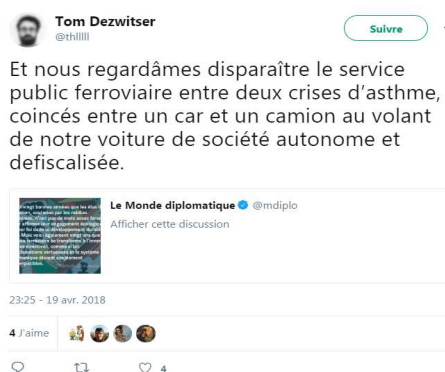 Tom Dezwitser
@thlllll
Suivre
Et nous regardâmes disparaître le service
public ferroviaire entre deux crises d'asthme,
coincés entre un car et un camion au volant
de notre voiture de société autonome et
defiscalisée.
Le Monde diplomatique @mdiplo
Afficher cette discussion
23:25 - 19 avr. 2018
4 J'aime
4